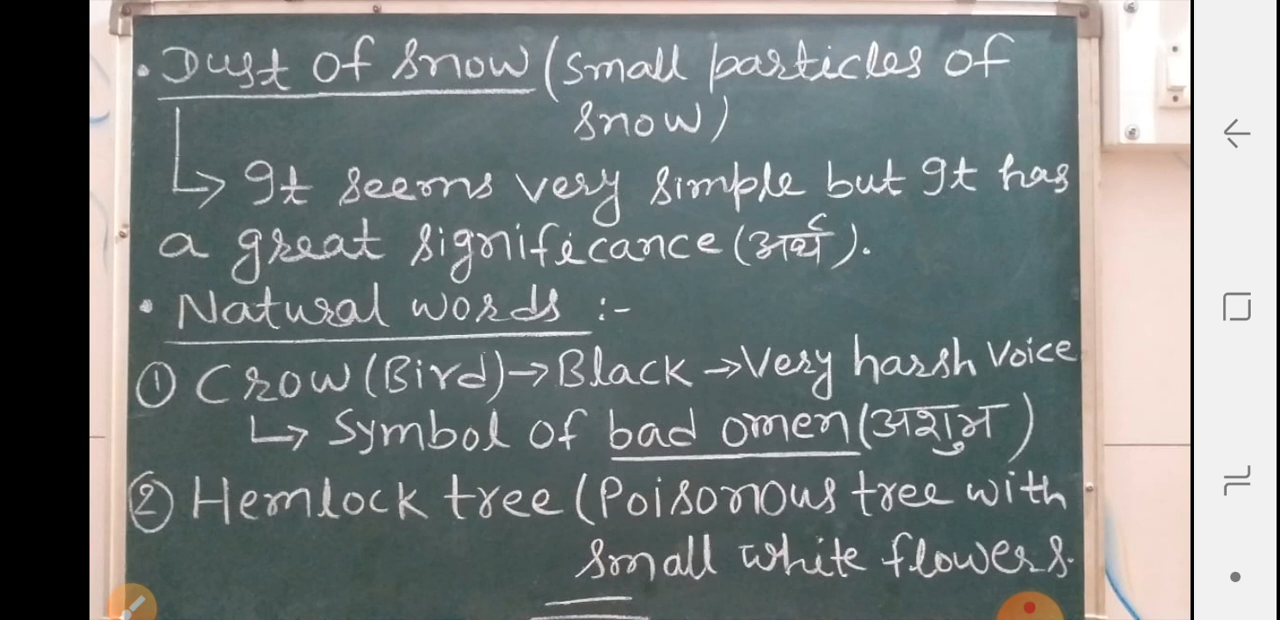 • Dust of Snow (Small particles of
Snow)
↳ It seems very simple but It has
a great significance (अर्थ).
• Natural words :-
① Crow (Bird) → Black → Very harsh Voice
↳ Symbol of bad omen (अशुभ)
② Hemlock tree (Poisonous tree with
small white flowers.